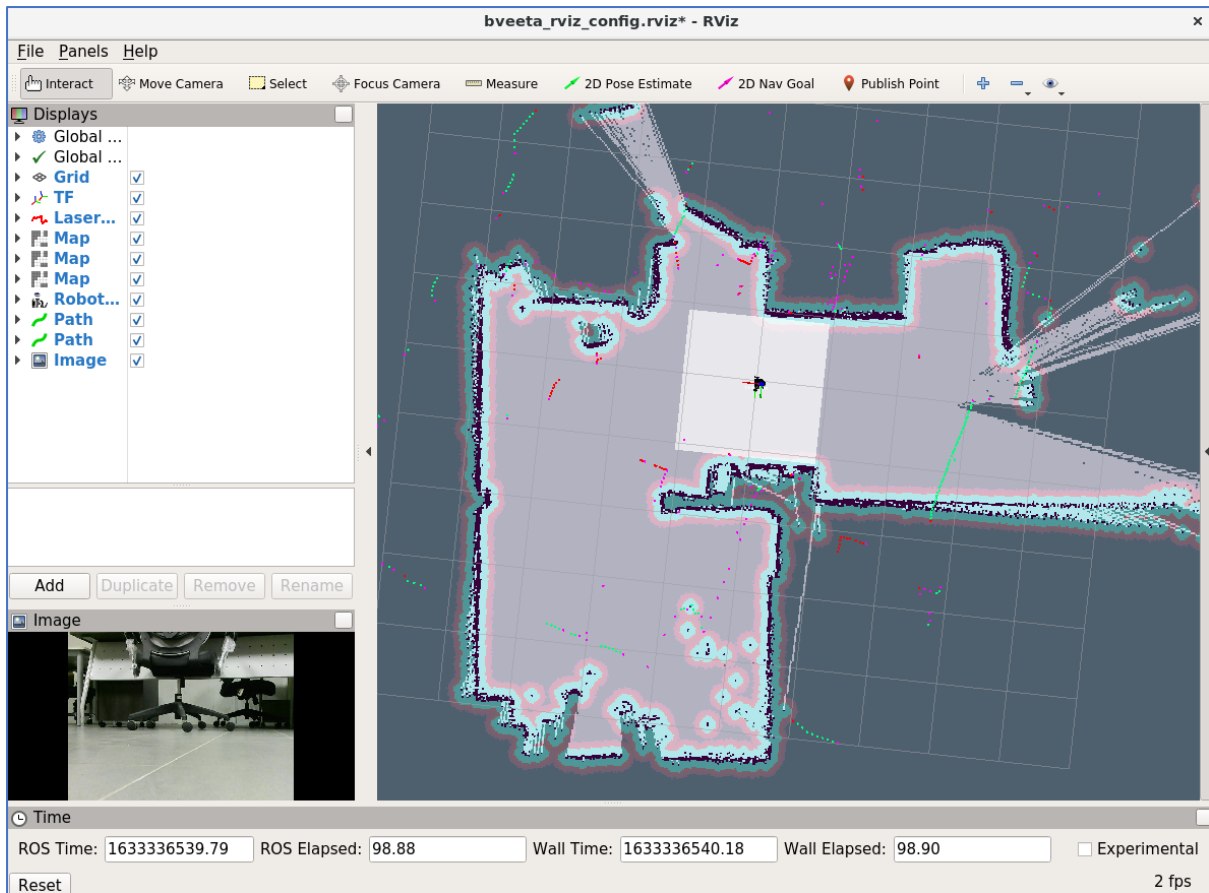 bveeta_rviz_config.rviz* - RViz
File Panels Help
Interact Move Camera Select Focus Camera Measure 2D Pose Estimate 2D Nav Goal Publish Point
Displays
Global ...
Global ...
Grid
TF
Laser...
Map
Map
Map
Robot...
Path
Path
Image
Add Duplicate Remove Rename
Image
Time
ROS Time: 1633336539.79 ROS Elapsed: 98.88 Wall Time: 1633336540.18 Wall Elapsed: 98.90 Experimental
Reset 2 fps